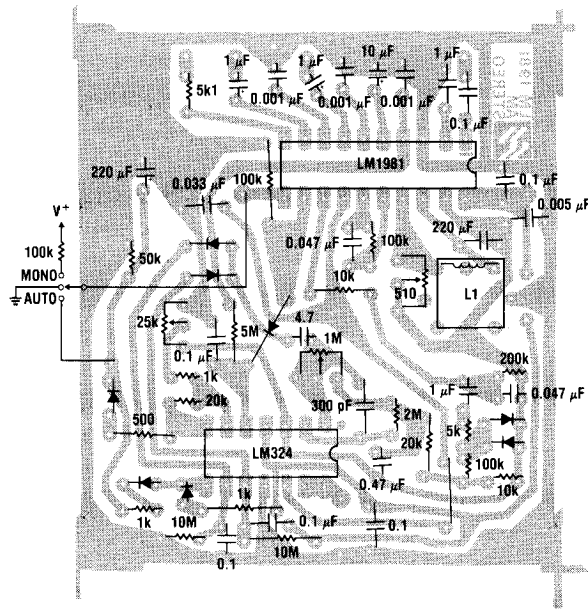 1 µF
1 µF
10 µF
1 µF
5k1
0.001 µF
0.001 µF
0.001 µF
0.1 µF
STEREO
AM
LM 1981
LM1981
220 µF
0.033 µF
100k
0.1 µF
0.005 µF
V+
100k
MONO
AUTO
50k
0.047 µF
100k
220 µF
10k
510
L1
25k
0.1 µF
5M
4.7
1M
200k
1k
20k
300 pF
2M
20k
1 µF
0.047 µF
5k
500
LM324
0.47 µF
100k
10k
1k
10M
1k
0.1 µF
0.1
0.1
10M